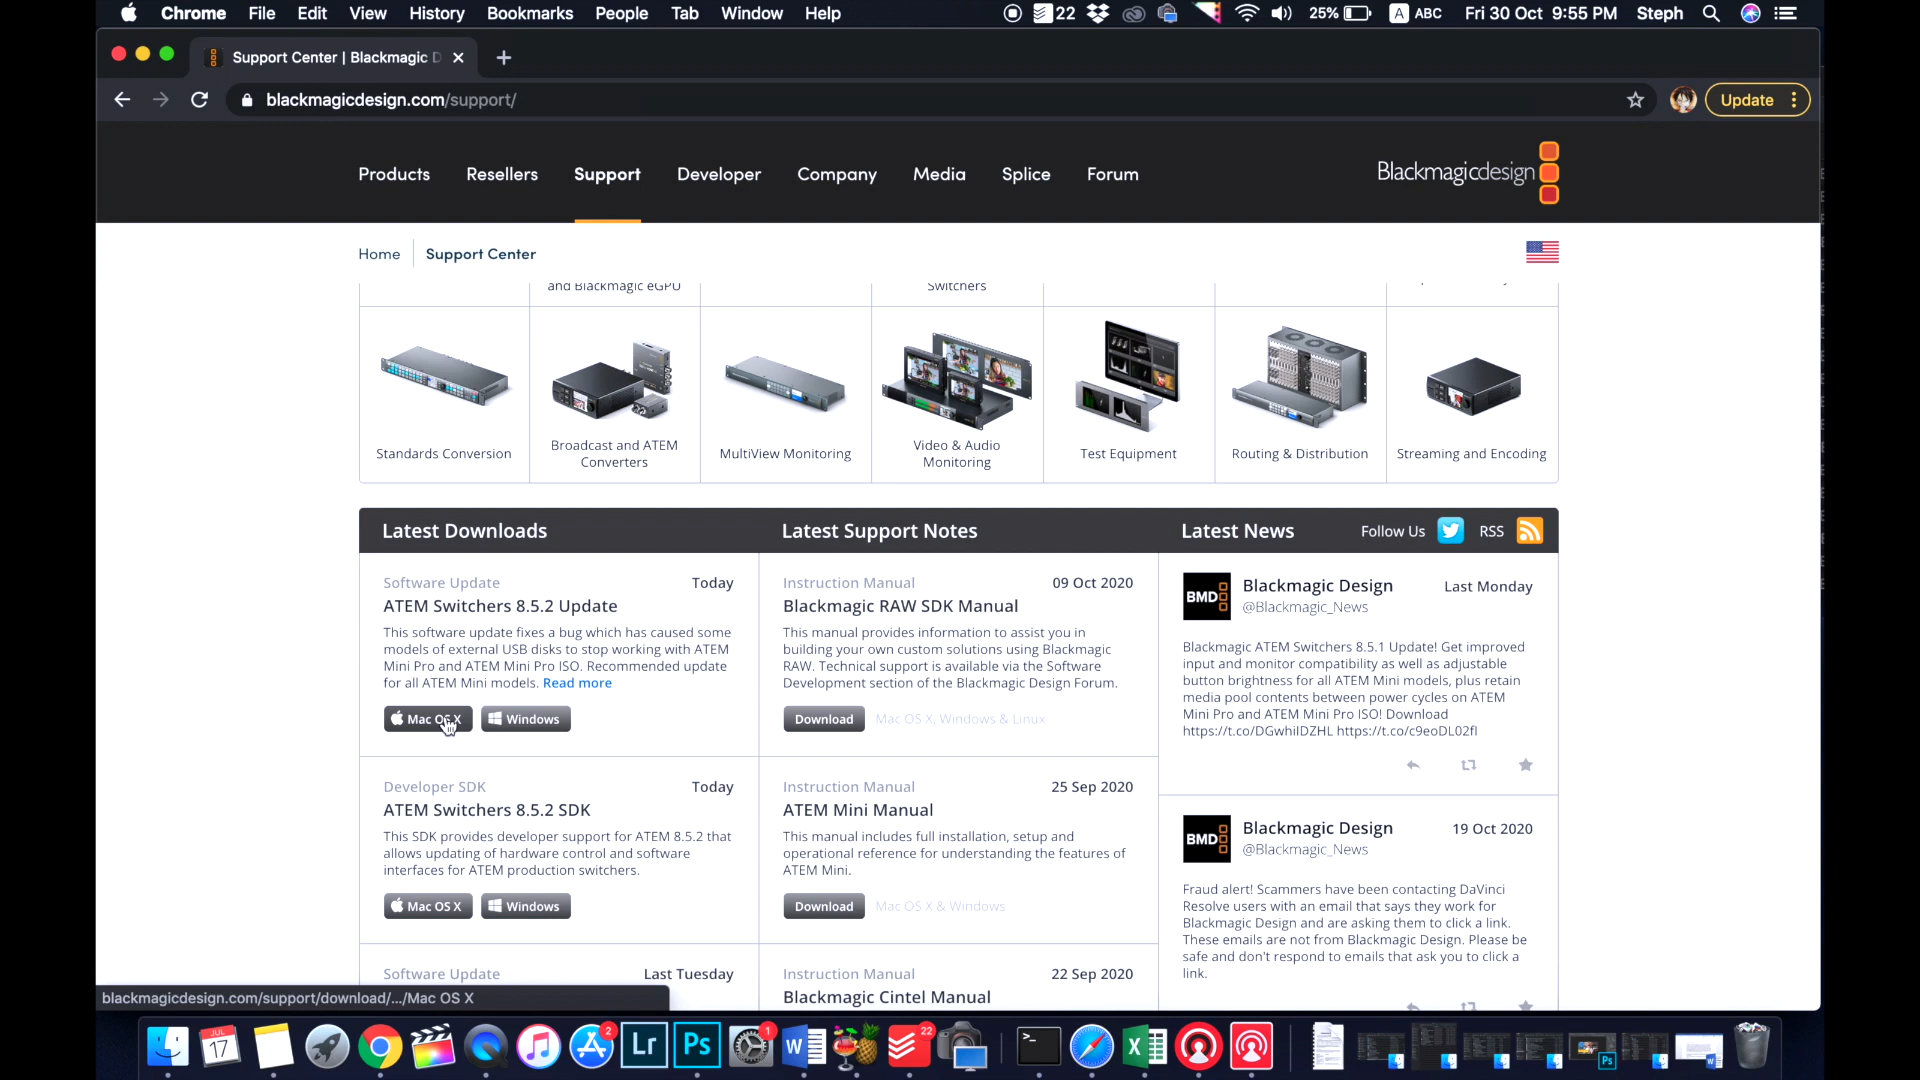 Chrome File Edit View History Bookmarks People Tab Window Help 22 25% A ABC Fri 30 Oct 9:55 PM Steph
Support Center | Blackmagic D
blackmagicdesign.com/support/
Update
Products Resellers Support Developer Company Media Splice Forum
Blackmagicdesign
Home Support Center
and Blackmagic eGPU
Switchers
Standards Conversion
Broadcast and ATEM
Converters
MultiView Monitoring
Video & Audio
Monitoring
Test Equipment
Routing & Distribution
Streaming and Encoding
Latest Downloads
Software Update Today
ATEM Switchers 8.5.2 Update
This software update fixes a bug which has caused some
models of external USB disks to stop working with ATEM
Mini Pro and ATEM Mini Pro ISO. Recommended update
for all ATEM Mini models. Read more
Mac OS X Windows
Developer SDK Today
ATEM Switchers 8.5.2 SDK
This SDK provides developer support for ATEM 8.5.2 that
allows updating of hardware control and software
interfaces for ATEM production switchers.
Mac OS X Windows
Software Update Last Tuesday
Latest Support Notes
Instruction Manual 09 Oct 2020
Blackmagic RAW SDK Manual
This manual provides information to assist you in
building your own custom solutions using Blackmagic
RAW. Technical support is available via the Software
Development section of the Blackmagic Design Forum.
Download Mac OS X, Windows & Linux
Instruction Manual 25 Sep 2020
ATEM Mini Manual
This manual includes full installation, setup and
operational reference for understanding the features of
ATEM Mini.
Download Mac OS X & Windows
Instruction Manual 22 Sep 2020
Blackmagic Cintel Manual
Latest News Follow Us RSS
BMD
Blackmagic Design Last Monday
@Blackmagic_News
Blackmagic ATEM Switchers 8.5.1 Update! Get improved
input and monitor compatibility as well as adjustable
button brightness for all ATEM Mini models, plus retain
media pool contents between power cycles on ATEM
Mini Pro and ATEM Mini Pro ISO! Download
https://t.co/DGwhiIDZHL https://t.co/c9eoDL02fI
BMD
Blackmagic Design 19 Oct 2020
@Blackmagic_News
Fraud alert! Scammers have been contacting DaVinci
Resolve users with an email that says they work for
Blackmagic Design and are asking them to click a link.
These emails are not from Blackmagic Design. Please be
safe and don't respond to emails that ask you to click a
link.
blackmagicdesign.com/support/download/.../Mac OS X
JUL
17
2
Lr
Ps
1
W
22
X
Ps